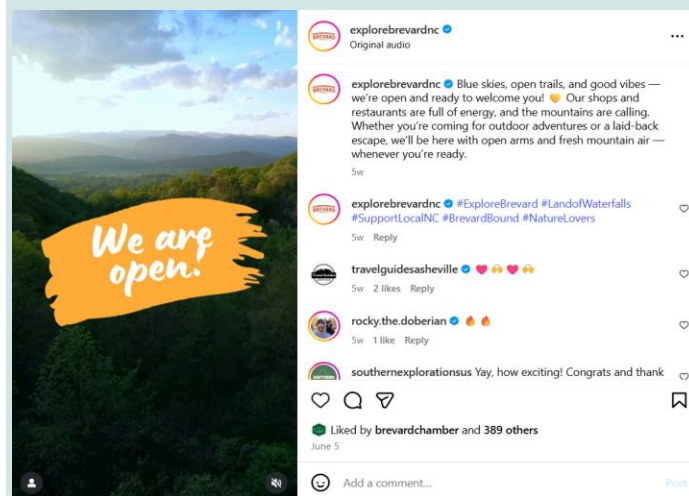 We are
open!
explorebrevardnc
Original audio
explorebrevardnc Blue skies, open trails, and good vibes —
we're open and ready to welcome you! 🧡 Our shops and
restaurants are full of energy, and the mountains are calling.
Whether you're coming for outdoor adventures or a laid-back
escape, we'll be here with open arms and fresh mountain air —
whenever you're ready.
5w
explorebrevardnc #ExploreBrevard #LandofWaterfalls
#SupportLocalNC #BrevardBound #NatureLovers
5w Reply
travelguidesasheville ❤️ 🙌 ❤️ 🙌
5w 2 likes Reply
rocky.the.doberian 🔥 🔥
5w 1 like Reply
southernexplorationsus Yay, how exciting! Congrats and thank
Liked by brevardchamber and 389 others
June 5
Add a comment...
Post